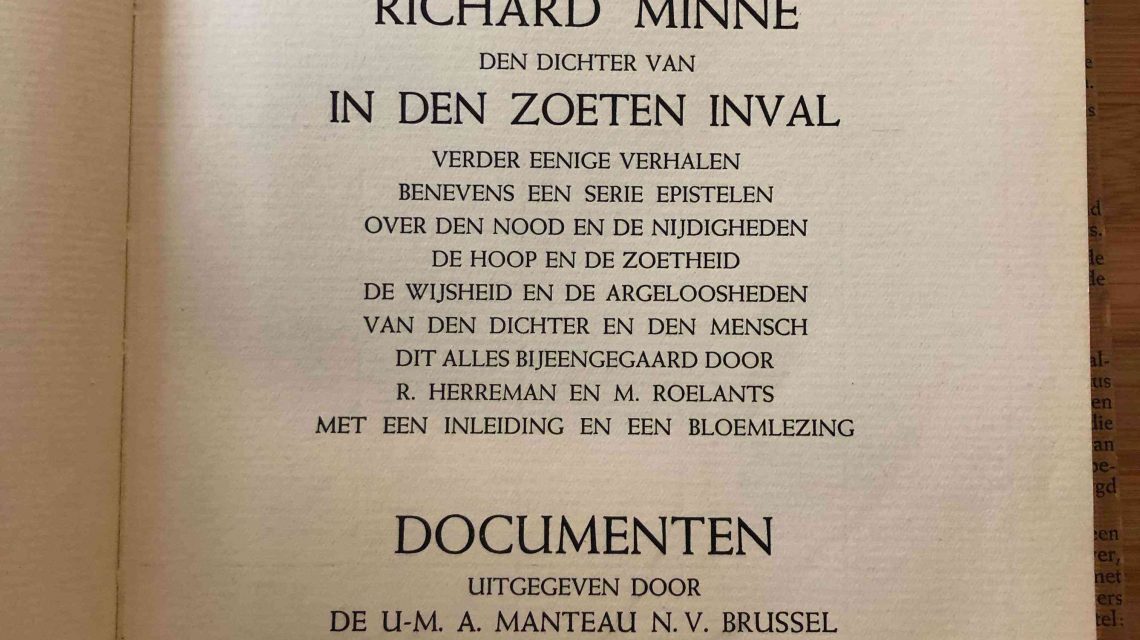 RICHARD MINNE
DEN DICHTER VAN
IN DEN ZOETEN INVAL
VERDER EENIGE VERHALEN
BENEVENS EEN SERIE EPISTELEN
OVER DEN NOOD EN DE NIJDIGHEDEN
DE HOOP EN DE ZOETHEID
DE WIJSHEID EN DE ARGELOOSHEDEN
VAN DEN DICHTER EN DEN MENSCH
DIT ALLES BIJEENGEGAARD DOOR
R. HERREMAN EN M. ROELANTS
MET EEN INLEIDING EN EEN BLOEMLEZING
DOCUMENTEN
UITGEGEVEN DOOR
DE U-M. A. MANTEAU N. V. BRUSSEL